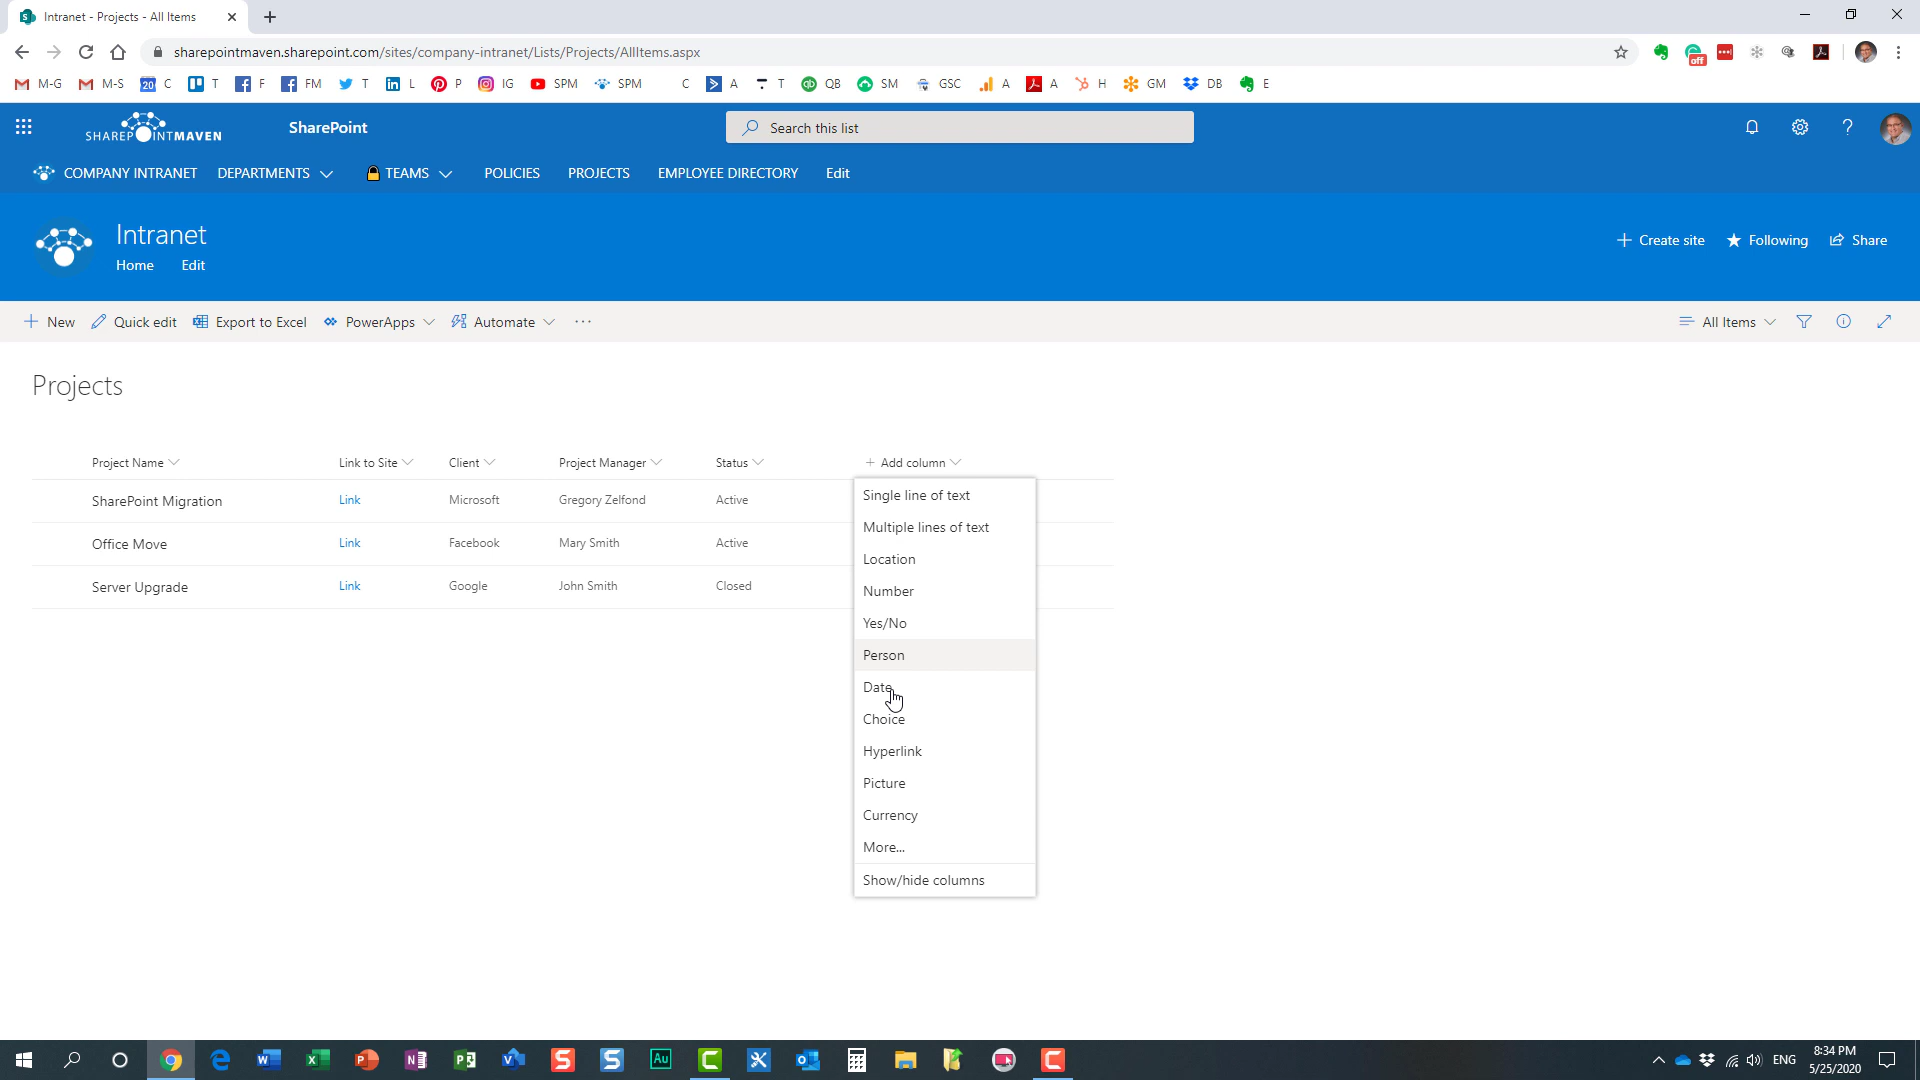 Intranet - Projects - All Items
sharepointmaven.sharepoint.com/sites/company-intranet/Lists/Projects/AllItems.aspx
off
M-G M-S 20 C T F FM T L P IG SPM SPM C A T QB SM GSC A A H GM DB E
SHAREPOINTMAVEN SharePoint Search this list
COMPANY INTRANET DEPARTMENTS TEAMS POLICIES PROJECTS EMPLOYEE DIRECTORY Edit
Intranet
Home Edit
Create site Following Share
New Quick edit Export to Excel PowerApps Automate ··· All Items
Projects
Project Name Link to Site Client Project Manager Status + Add column
SharePoint Migration Link Microsoft Gregory Zelfond Active
Office Move Link Facebook Mary Smith Active
Server Upgrade Link Google John Smith Closed
Single line of text
Multiple lines of text
Location
Number
Yes/No
Person
Date
Choice
Hyperlink
Picture
Currency
More...
Show/hide columns
ENG
8:34 PM
5/25/2020